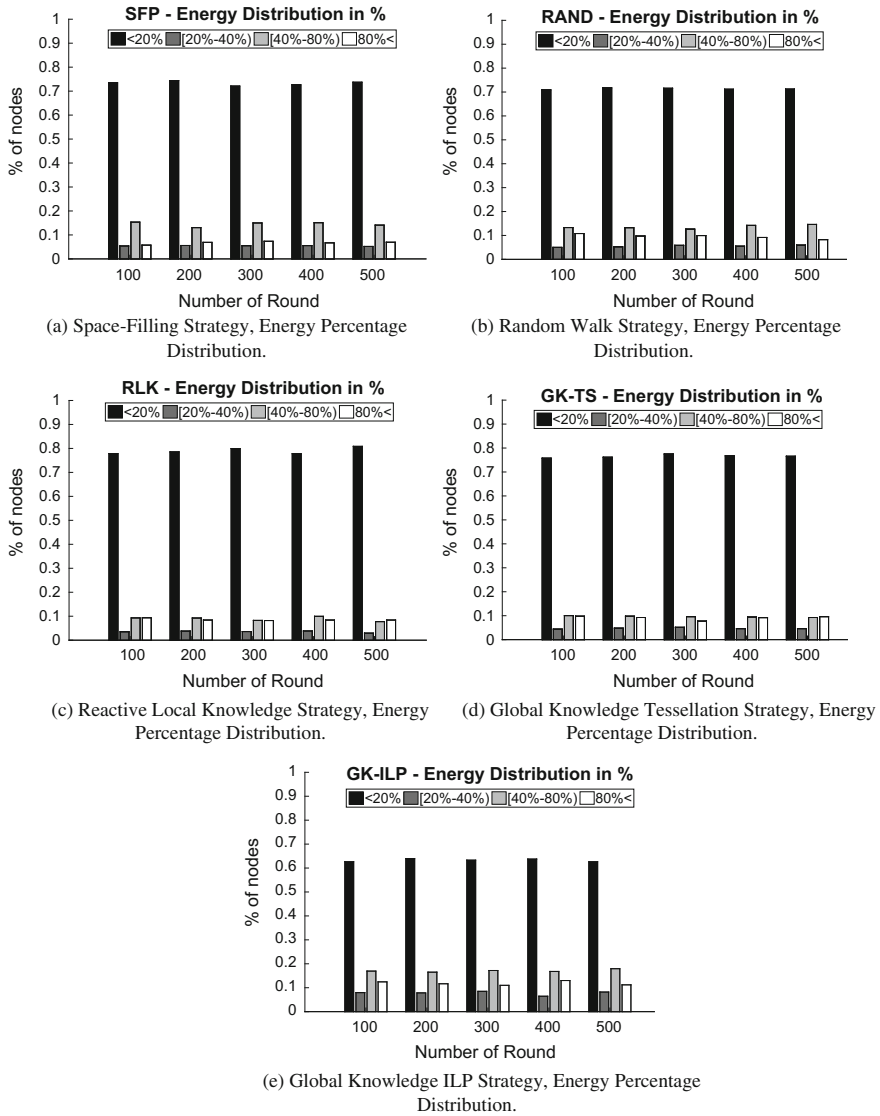 SFP - Energy Distribution in %
<20% [20%-40%) [40%-80%) 80%<
1
0.9
0.8
0.7
0.6
0.5
0.4
0.3
0.2
0.1
0
% of nodes
100 200 300 400 500
Number of Round
(a) Space-Filling Strategy, Energy Percentage
Distribution.
RAND - Energy Distribution in %
<20% [20%-40%) [40%-80%) 80%<
1
0.9
0.8
0.7
0.6
0.5
0.4
0.3
0.2
0.1
0
% of nodes
100 200 300 400 500
Number of Round
(b) Random Walk Strategy, Energy Percentage
Distribution.
RLK - Energy Distribution in %
<20% [20%-40%) [40%-80%) 80%<
1
0.9
0.8
0.7
0.6
0.5
0.4
0.3
0.2
0.1
0
% of nodes
100 200 300 400 500
Number of Round
(c) Reactive Local Knowledge Strategy, Energy
Percentage Distribution.
GK-TS - Energy Distribution in %
<20% [20%-40%) [40%-80%) 80%<
1
0.9
0.8
0.7
0.6
0.5
0.4
0.3
0.2
0.1
0
% of nodes
100 200 300 400 500
Number of Round
(d) Global Knowledge Tessellation Strategy, Energy
Percentage Distribution.
GK-ILP - Energy Distribution in %
<20% [20%-40%) [40%-80%) 80%<
1
0.9
0.8
0.7
0.6
0.5
0.4
0.3
0.2
0.1
0
% of nodes
100 200 300 400 500
Number of Round
(e) Global Knowledge ILP Strategy, Energy Percentage
Distribution.